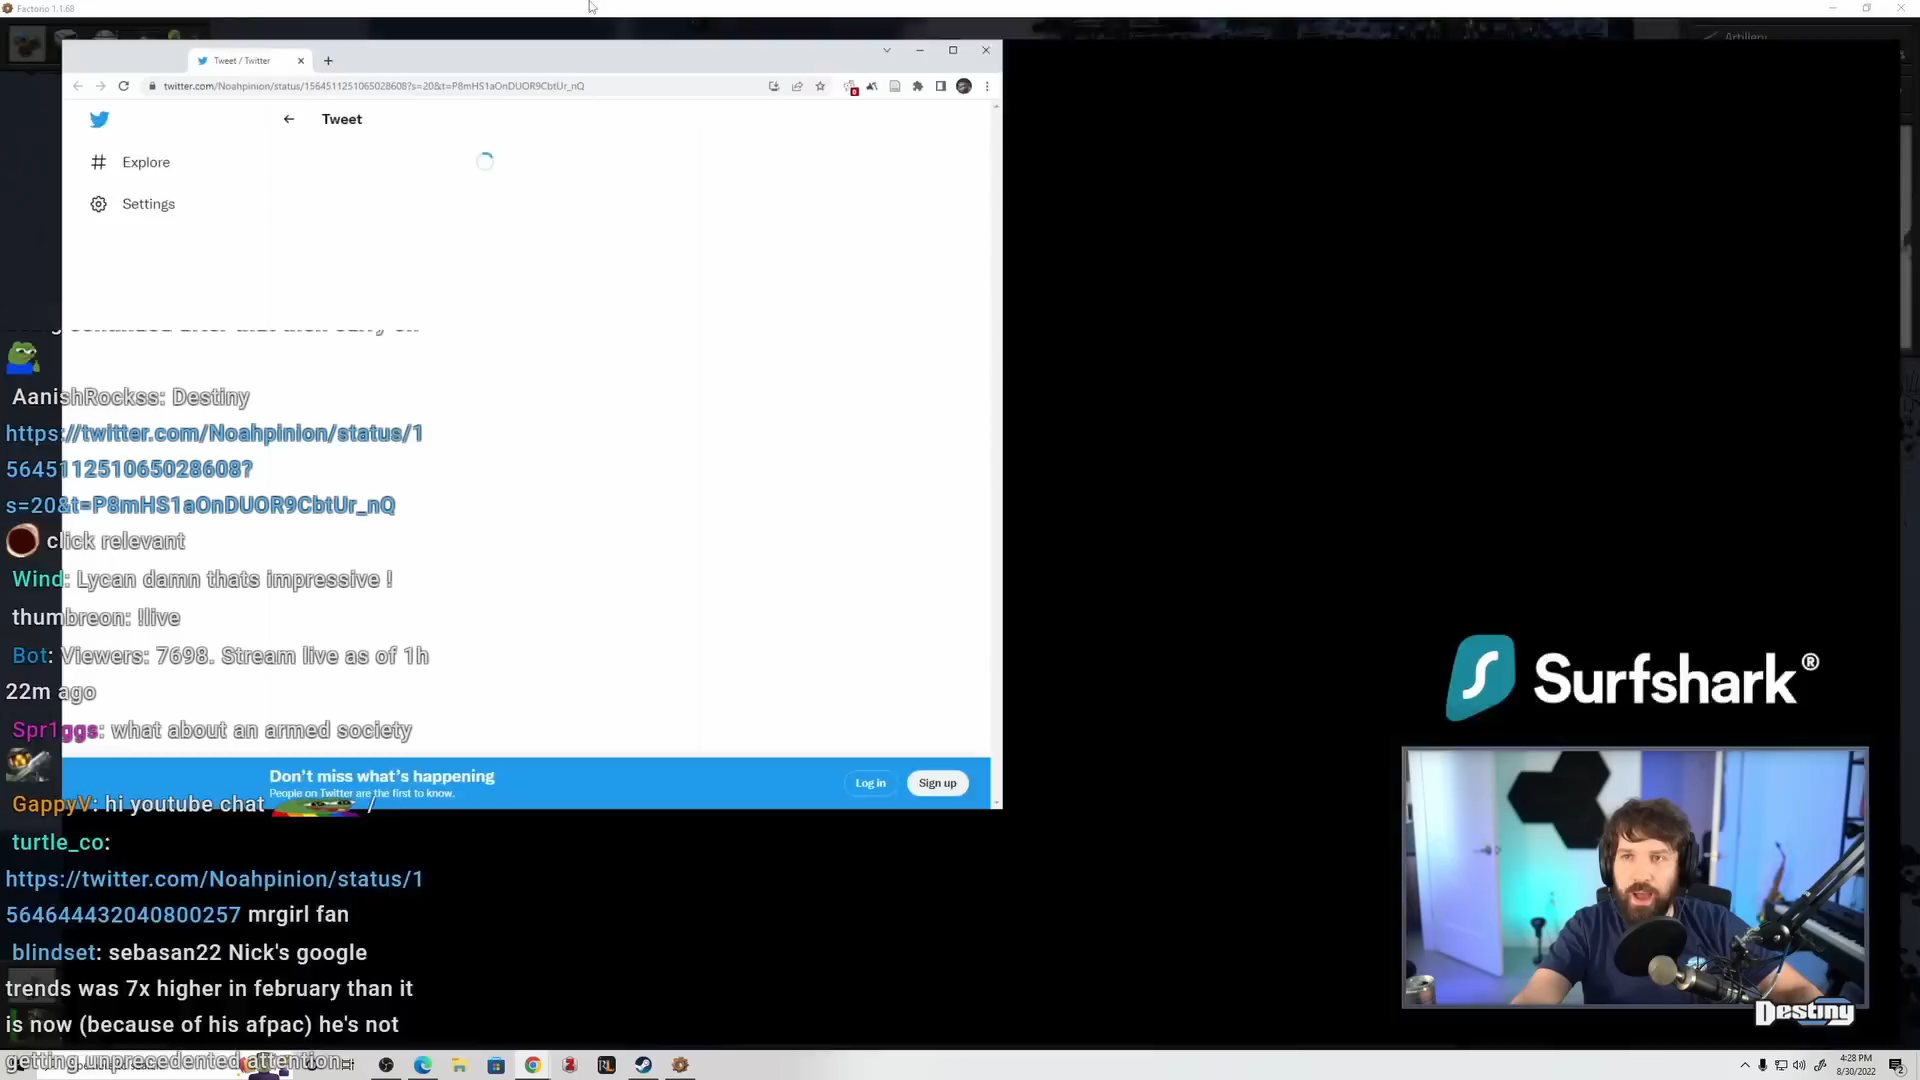 Factorio 1.1.68
Artillery
Tweet / Twitter
twitter.com/Noahpinion/status/1564511251065028608?s=20&t=P8mHS1aOnDUOR9CbtUr_nQ
Tweet
Explore
Settings
AanishRockss: Destiny
https://twitter.com/Noahpinion/status/1
564511251065028608?
s=20&t=P8mHS1aOnDUOR9CbtUr_nQ
click relevant
Wind: Lycan damn thats impressive !
thumbreon: !live
Bot: Viewers: 7698. Stream live as of 1h
22m ago
Spr1ggs: what about an armed society
Don't miss what's happening
People on Twitter are the first to know.
Log in
Sign up
GappyV: hi youtube chat /
turtle_co:
https://twitter.com/Noahpinion/status/1
564644432040800257 mrgirl fan
blindset: sebasan22 Nick's google
trends was 7x higher in february than it
is now (because of his afpac) he's not
getting unprecedented attention
Surfshark®
Destiny
4:28 PM
8/30/2022